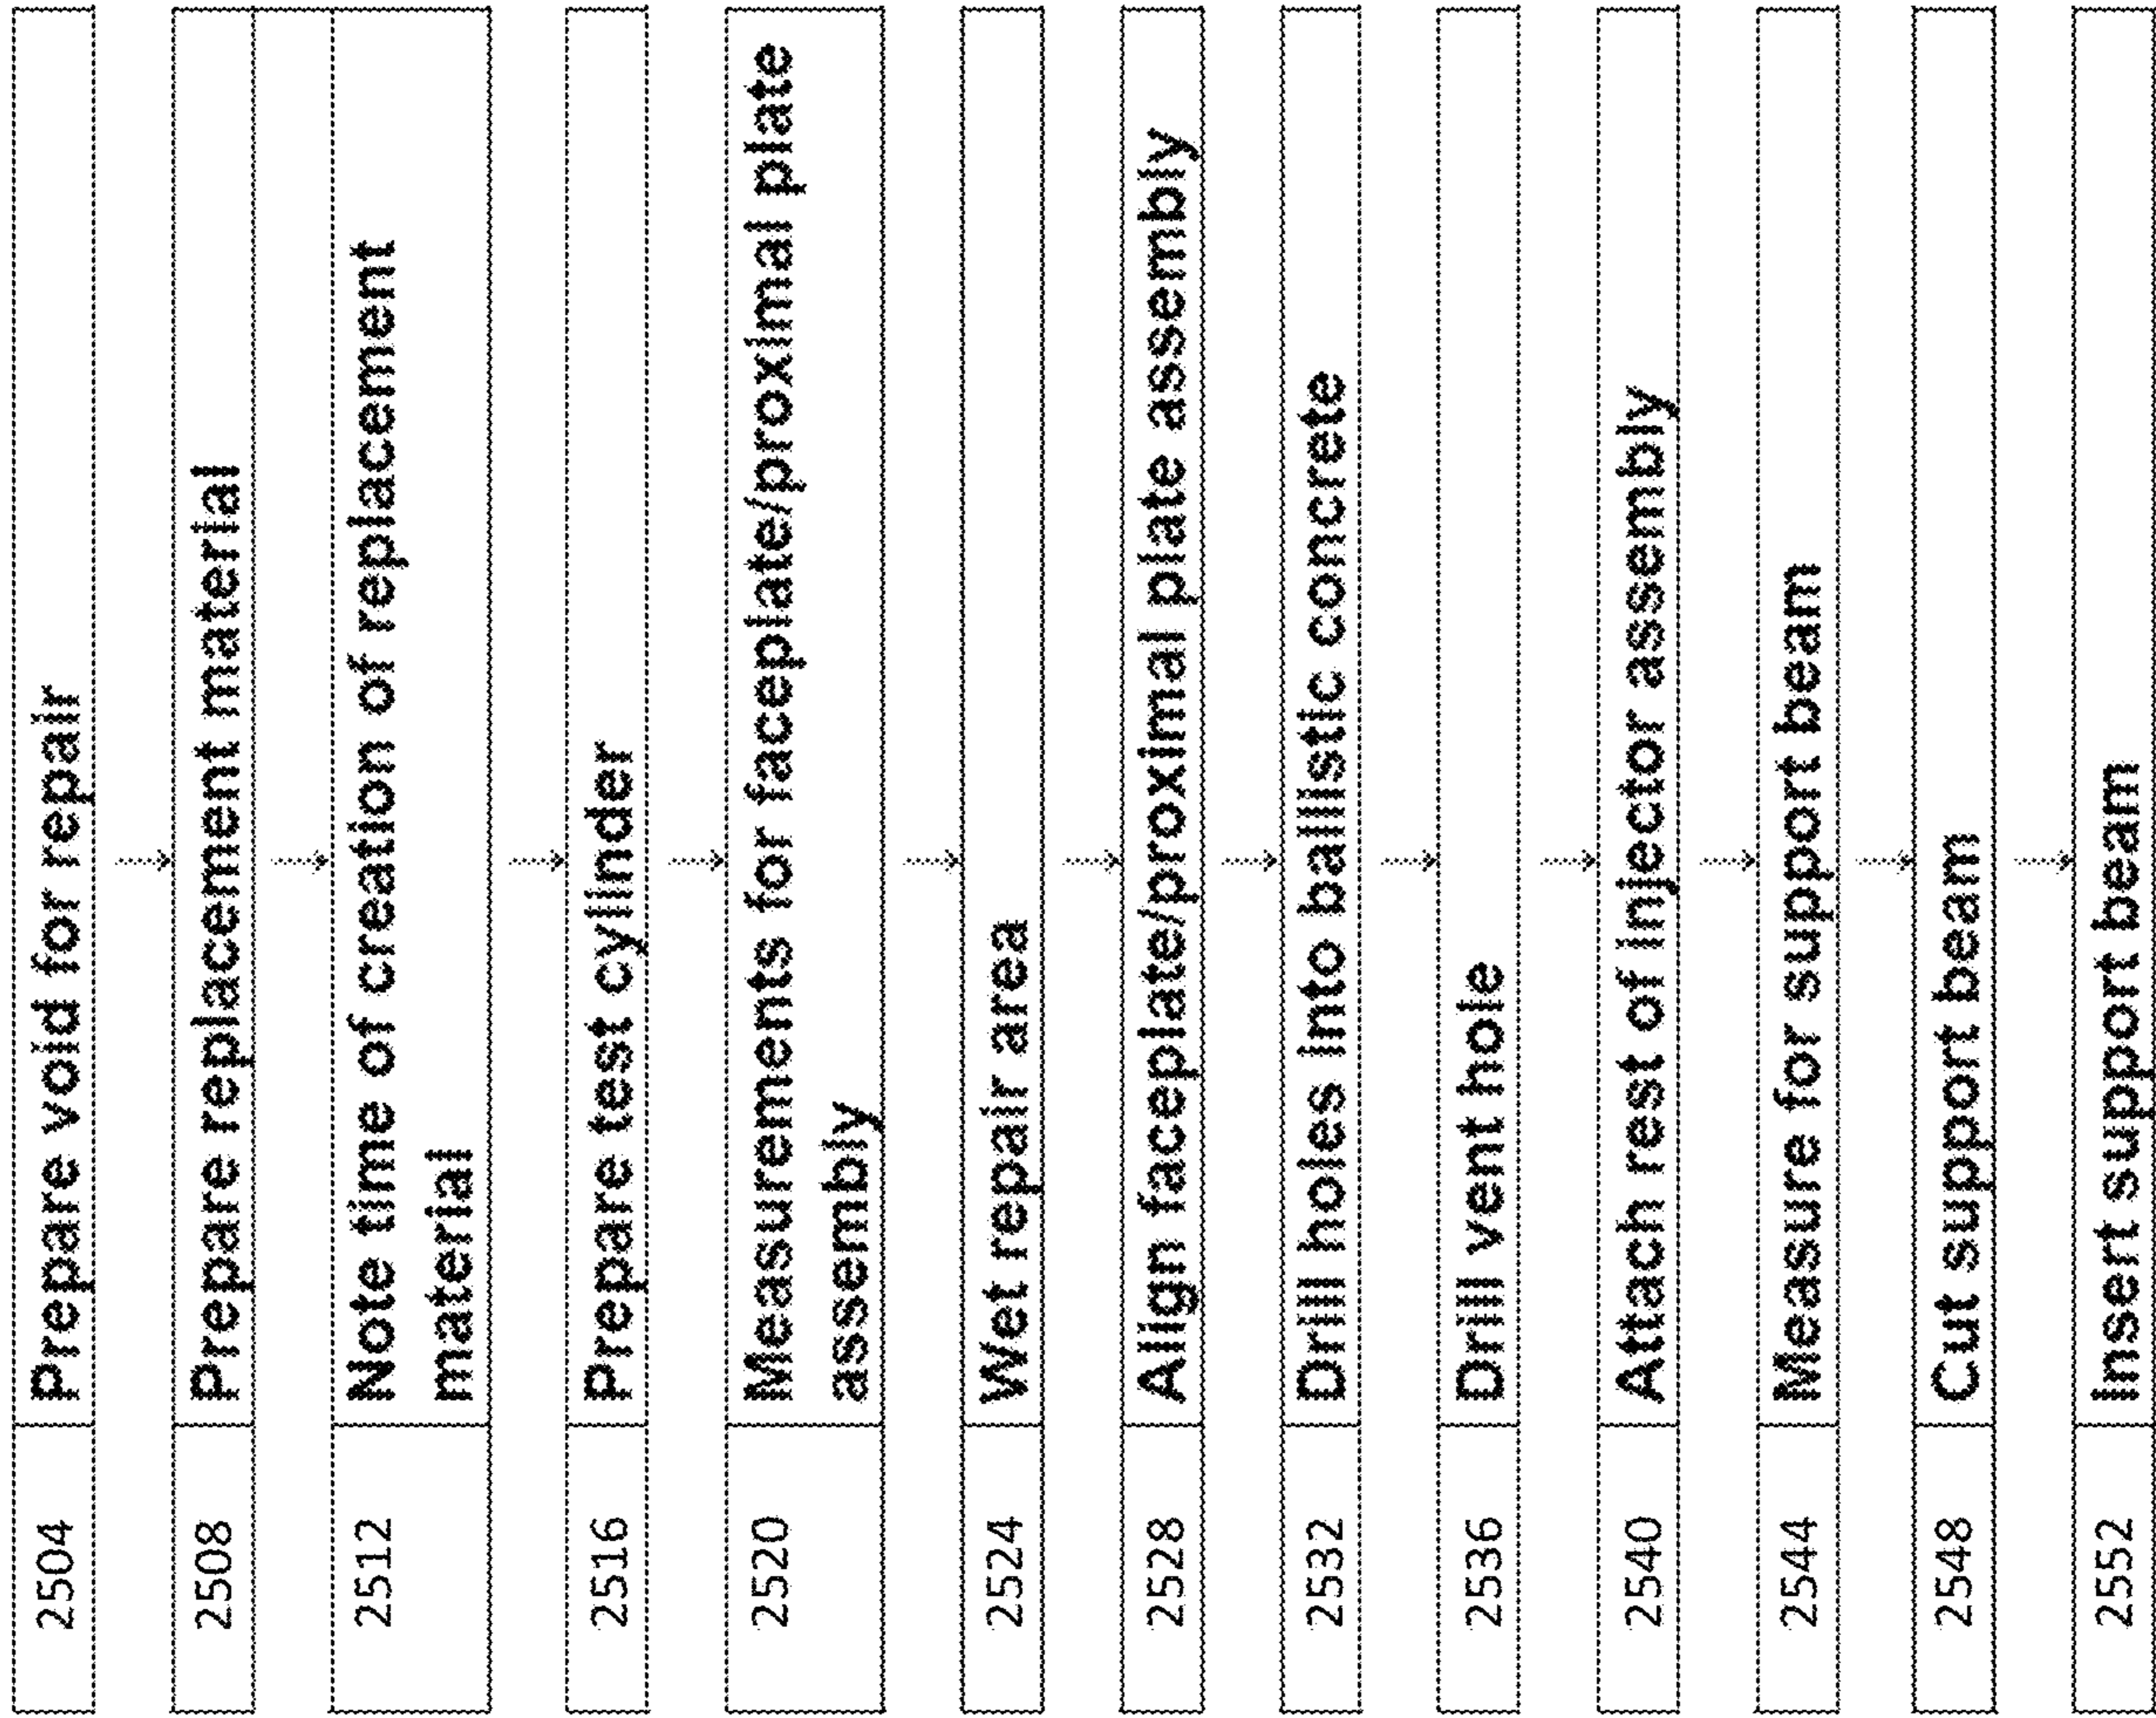 2504 Prepare void for repair
2508 Prepare replacement material
2512 Note time of creation of replacement
material
2516 Prepare test cylinder
2520 Measurements for faceplate/proximal plate
assembly
2524 Wet repair area
2528 Align faceplate/proximal plate assembly
2532 Drill holes into ballistic concrete
2536 Drill vent hole
2540 Attach rest of injector assembly
2544 Measure for support beam
2548 Cut support beam
2552 Insert support beam